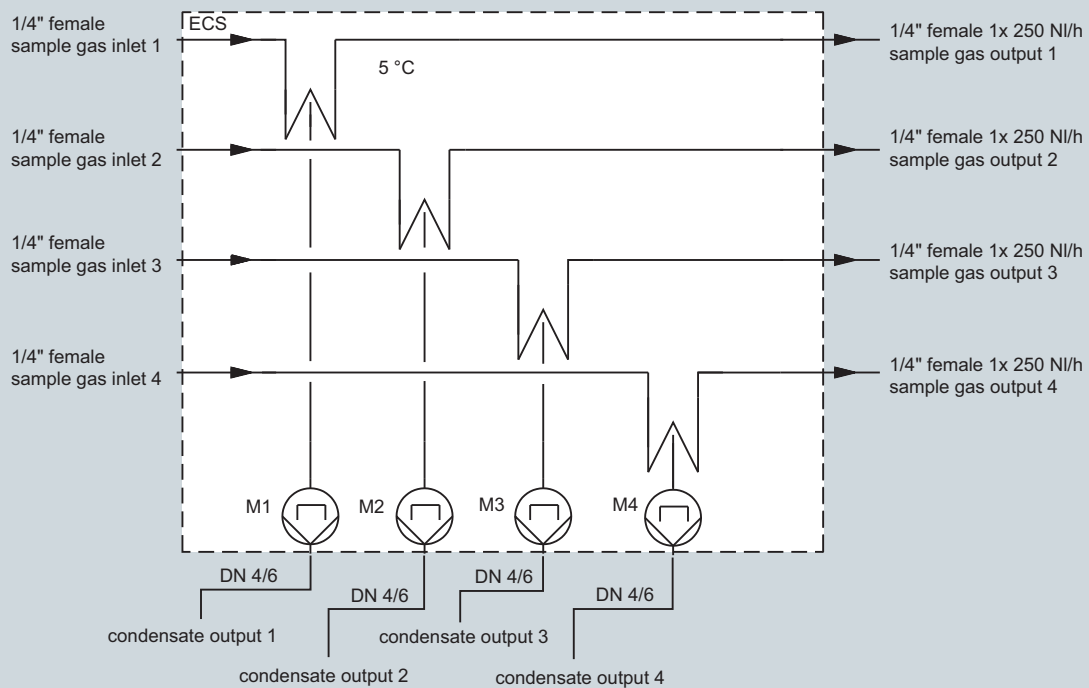 1/4" female
sample gas inlet 1
ECS
5 °C
1/4" female 1x 250 Nl/h
sample gas output 1
1/4" female
sample gas inlet 2
1/4" female 1x 250 Nl/h
sample gas output 2
1/4" female
sample gas inlet 3
1/4" female 1x 250 Nl/h
sample gas output 3
1/4" female
sample gas inlet 4
1/4" female 1x 250 Nl/h
sample gas output 4
M1
M2
M3
M4
DN 4/6
DN 4/6
DN 4/6
DN 4/6
condensate output 1
condensate output 2
condensate output 3
condensate output 4